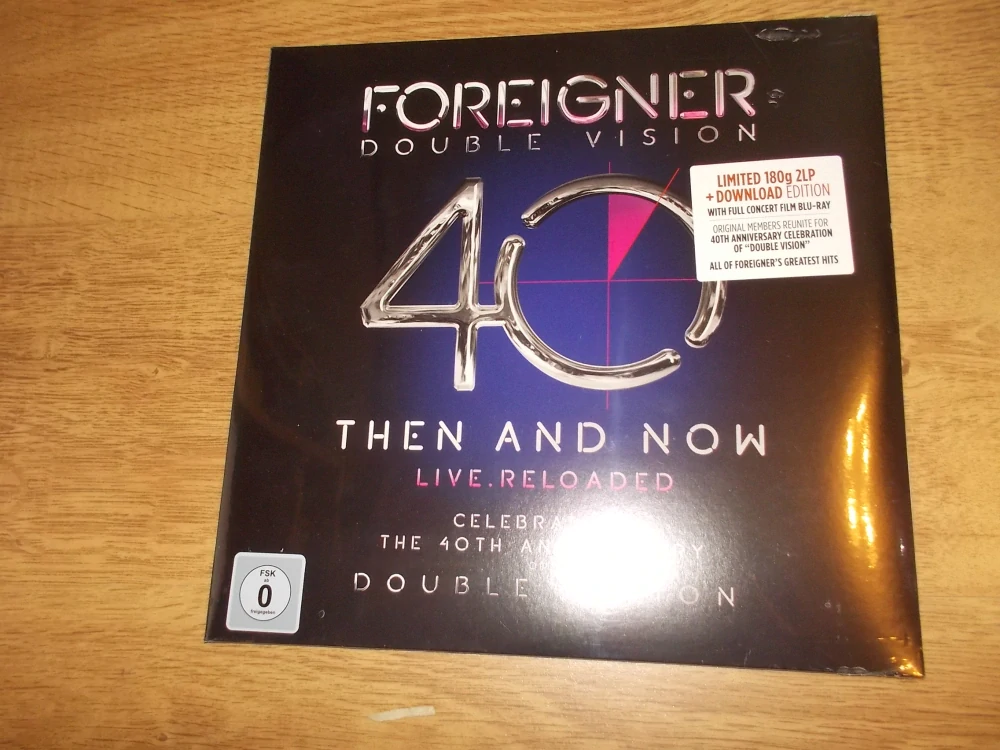 FOREIGNER
DOUBLE VISION
40
LIMITED 180g 2LP
+ DOWNLOAD EDITION
WITH FULL CONCERT FILM BLU-RAY
ORIGINAL MEMBERS REUNITE FOR
40TH ANNIVERSARY CELEBRATION
OF "DOUBLE VISION"
ALL OF FOREIGNER'S GREATEST HITS
THEN AND NOW
LIVE.RELOADED
THE 40TH
DOUBLE
FSK
ab
0
freigegeben